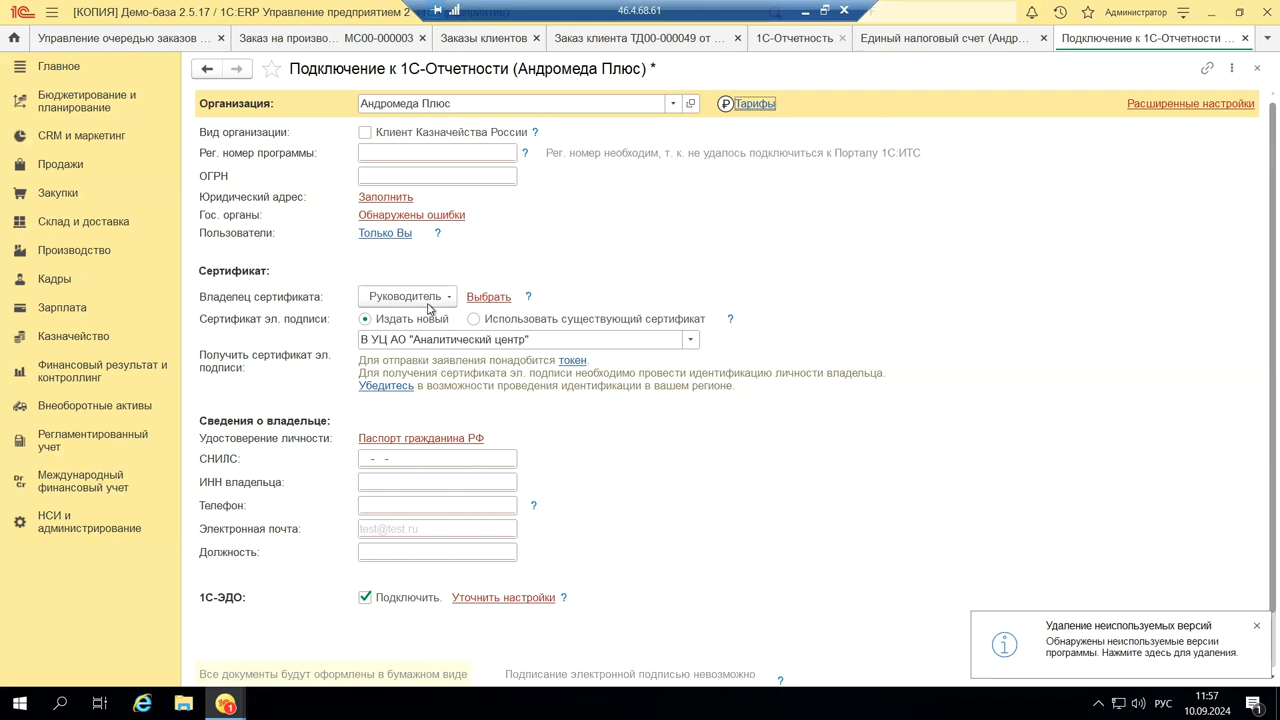 1С [КОПИЯ] Демо-база 2.5.17 / 1С:ERP Управление предприятием 2
46.4.68.61
Администратор
Управление очередью заказов ... ×
Заказ на произво... МС00-000003 ×
Заказы клиентов ×
Заказ клиента ТД00-000049 от ... ×
1С-Отчетность ×
Единый налоговый счет (Андр... ×
Подключение к 1С-Отчетности ... ×
Главное
Бюджетирование и
планирование
CRM и маркетинг
Продажи
Закупки
Склад и доставка
Производство
Кадры
Зарплата
Казначейство
Финансовый результат и
контроллинг
Внеоборотные активы
Регламентированный
учет
Международный
финансовый учет
НСИ и
администрирование
Подключение к 1С-Отчетности (Андромеда Плюс) *
Организация: Андромеда Плюс Тарифы Расширенные настройки
Вид организации: Клиент Казначейства России ?
Рег. номер программы: ? Рег. номер необходим, т. к. не удалось подключиться к Порталу 1С:ИТС
ОГРН
Юридический адрес: Заполнить
Гос. органы: Обнаружены ошибки
Пользователи: Только Вы ?
Сертификат:
Владелец сертификата: Руководитель Выбрать ?
Сертификат эл. подписи: Издать новый Использовать существующий сертификат ?
В УЦ АО "Аналитический центр"
Получить сертификат эл.
подписи:
Для отправки заявления понадобится токен.
Для получения сертификата эл. подписи необходимо провести идентификацию личности владельца.
Убедитесь в возможности проведения идентификации в вашем регионе.
Сведения о владельце:
Удостоверение личности: Паспорт гражданина РФ
СНИЛС: - -
ИНН владельца:
Телефон: ?
Электронная почта: test@test.ru
Должность:
1С-ЭДО: Подключить. Уточнить настройки ?
Все документы будут оформлены в бумажном виде Подписание электронной подписью невозможно ?
Удаление неиспользуемых версий
Обнаружены неиспользуемые версии
программы. Нажмите здесь для удаления.
РУС
11:57
10.09.2024